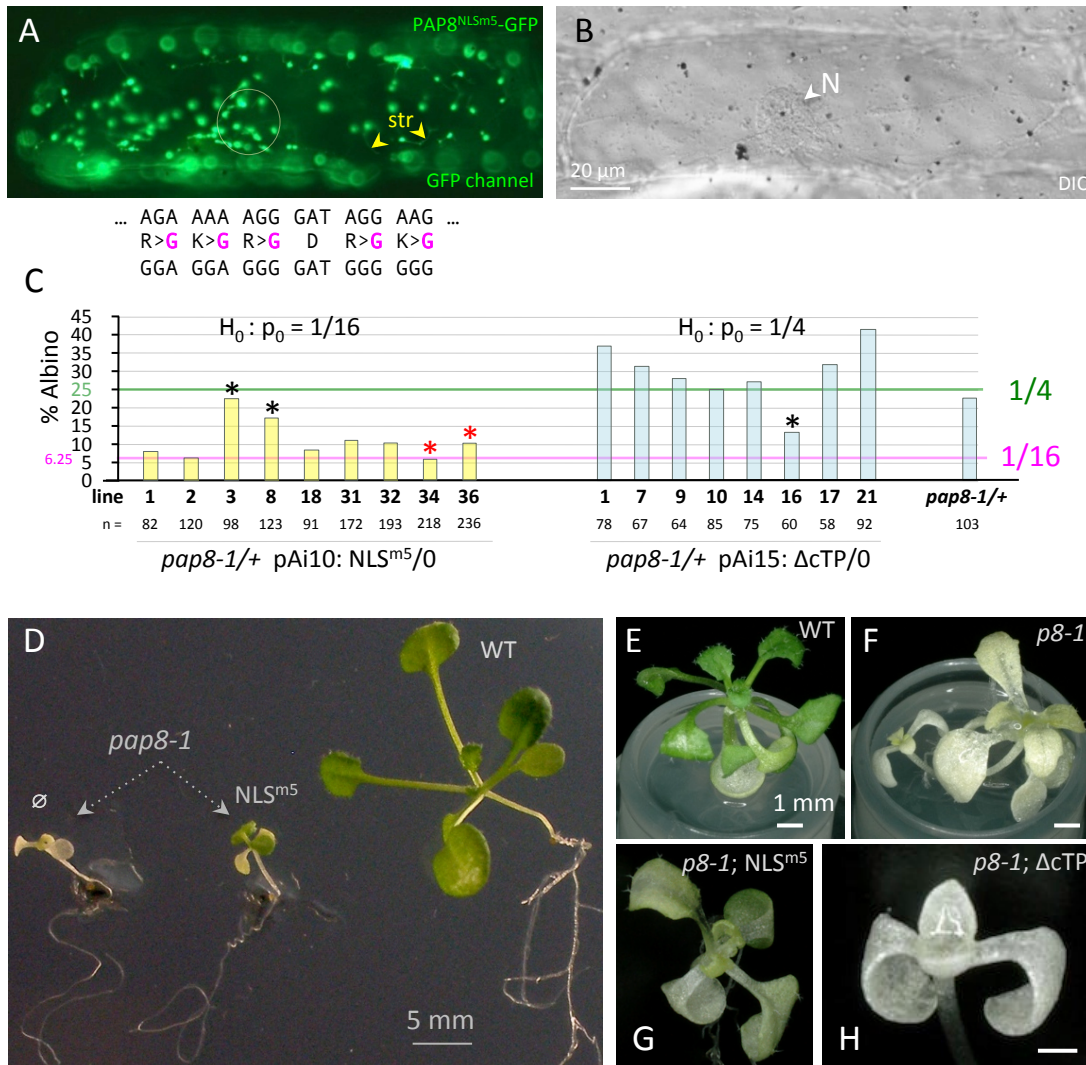 A
PAP8NLSm5-GFP
str
GFP channel
B
N
20 µm
DIC
... AGA AAA AGG GAT AGG AAG ...
R>G K>G R>G D R>G K>G
GGA GGA GGG GAT GGG GGG
C
% Albino
45
40
35
30
25
20
15
10
6.25
5
0
H0 : p0 = 1/16
H0 : p0 = 1/4
* * * *
*
1/4
1/16
line 1 2 3 8 18 31 32 34 36 1 7 9 10 14 16 17 21 pap8-1/+
n = 82 120 98 123 91 172 193 218 236 78 67 64 85 75 60 58 92 103
pap8-1/+ pAi10: NLSm5/0
pap8-1/+ pAi15: ΔcTP/0
D
WT
pap8-1
ø
NLSm5
5 mm
E
WT
1 mm
F
p8-1
p8-1; NLSm5
G
p8-1; ΔcTP
H